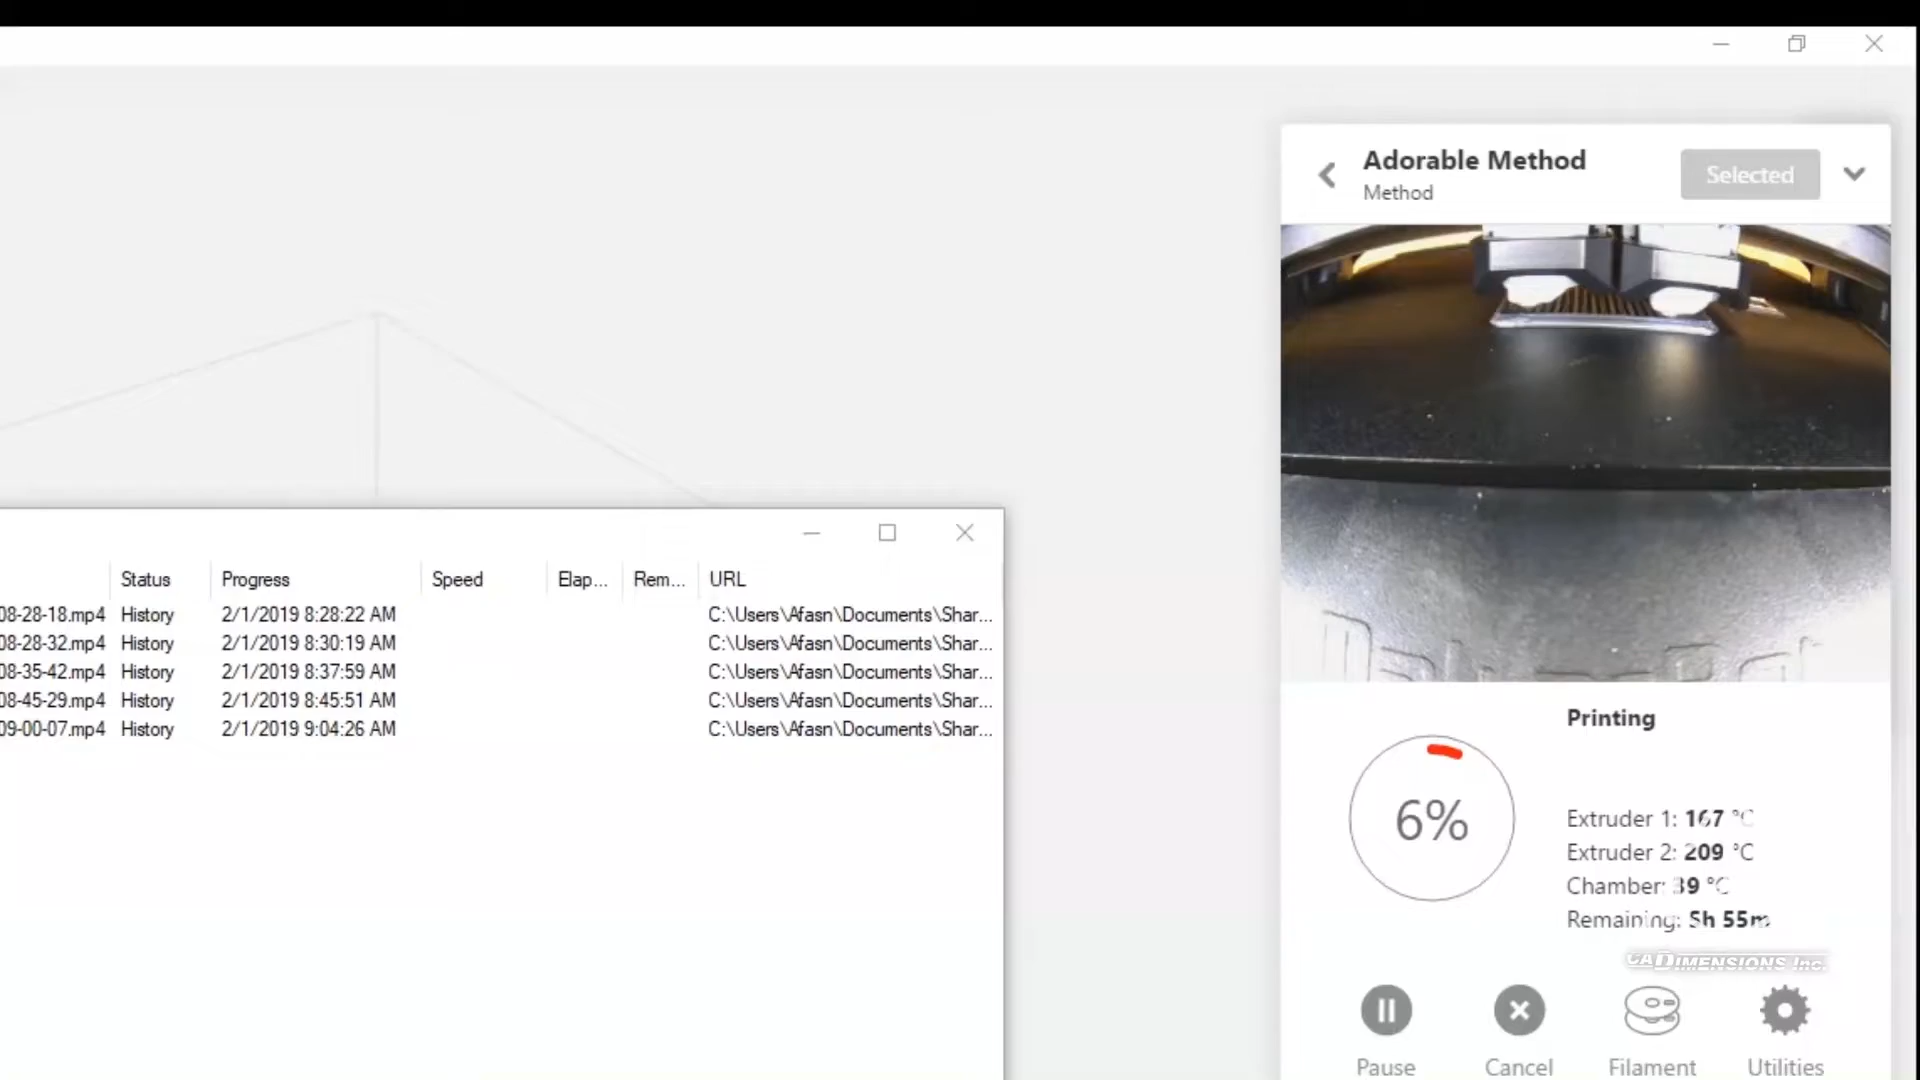 Adorable Method
Method
Selected
Status Progress Speed Elap... Rem... URL
08-28-18.mp4 History 2/1/2019 8:28:22 AM C:\Users\Afasn\Documents\Shar...
08-28-32.mp4 History 2/1/2019 8:30:19 AM C:\Users\Afasn\Documents\Shar...
08-35-42.mp4 History 2/1/2019 8:37:59 AM C:\Users\Afasn\Documents\Shar...
08-45-29.mp4 History 2/1/2019 8:45:51 AM C:\Users\Afasn\Documents\Shar...
09-00-07.mp4 History 2/1/2019 9:04:26 AM C:\Users\Afasn\Documents\Shar...
Printing
6%
Extruder 1: 167 °C
Extruder 2: 209 °C
Chamber: 39 °C
Remaining: 5h 55m
CADIMENSIONS Inc.
Pause Cancel Filament Utilities